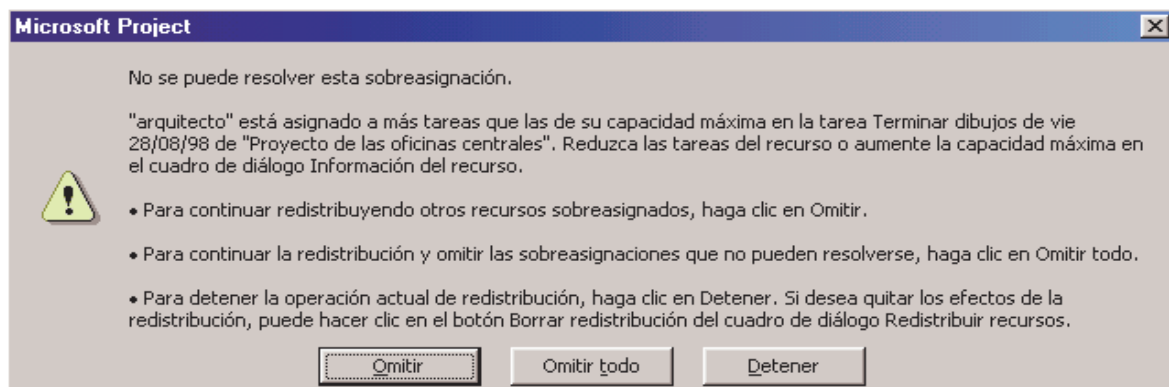 Microsoft Project
No se puede resolver esta sobreasignación.
"arquitecto" está asignado a más tareas que las de su capacidad máxima en la tarea Terminar dibujos de vie
28/08/98 de "Proyecto de las oficinas centrales". Reduzca las tareas del recurso o aumente la capacidad máxima en
el cuadro de diálogo Información del recurso.
• Para continuar redistribuyendo otros recursos sobreasignados, haga clic en Omitir.
• Para continuar la redistribución y omitir las sobreasignaciones que no pueden resolverse, haga clic en Omitir todo.
• Para detener la operación actual de redistribución, haga clic en Detener. Si desea quitar los efectos de la
redistribución, puede hacer clic en el botón Borrar redistribución del cuadro de diálogo Redistribuir recursos.
Omitir Omitir todo Detener